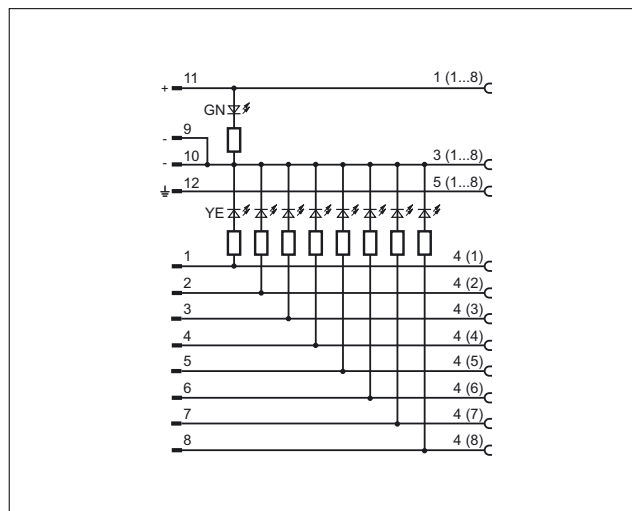 11 1 (1...8)
+
GN
9
-
10 3 (1...8)
-
12 5 (1...8)
YE
1 4 (1)
2 4 (2)
3 4 (3)
4 4 (4)
5 4 (5)
6 4 (6)
7 4 (7)
8 4 (8)